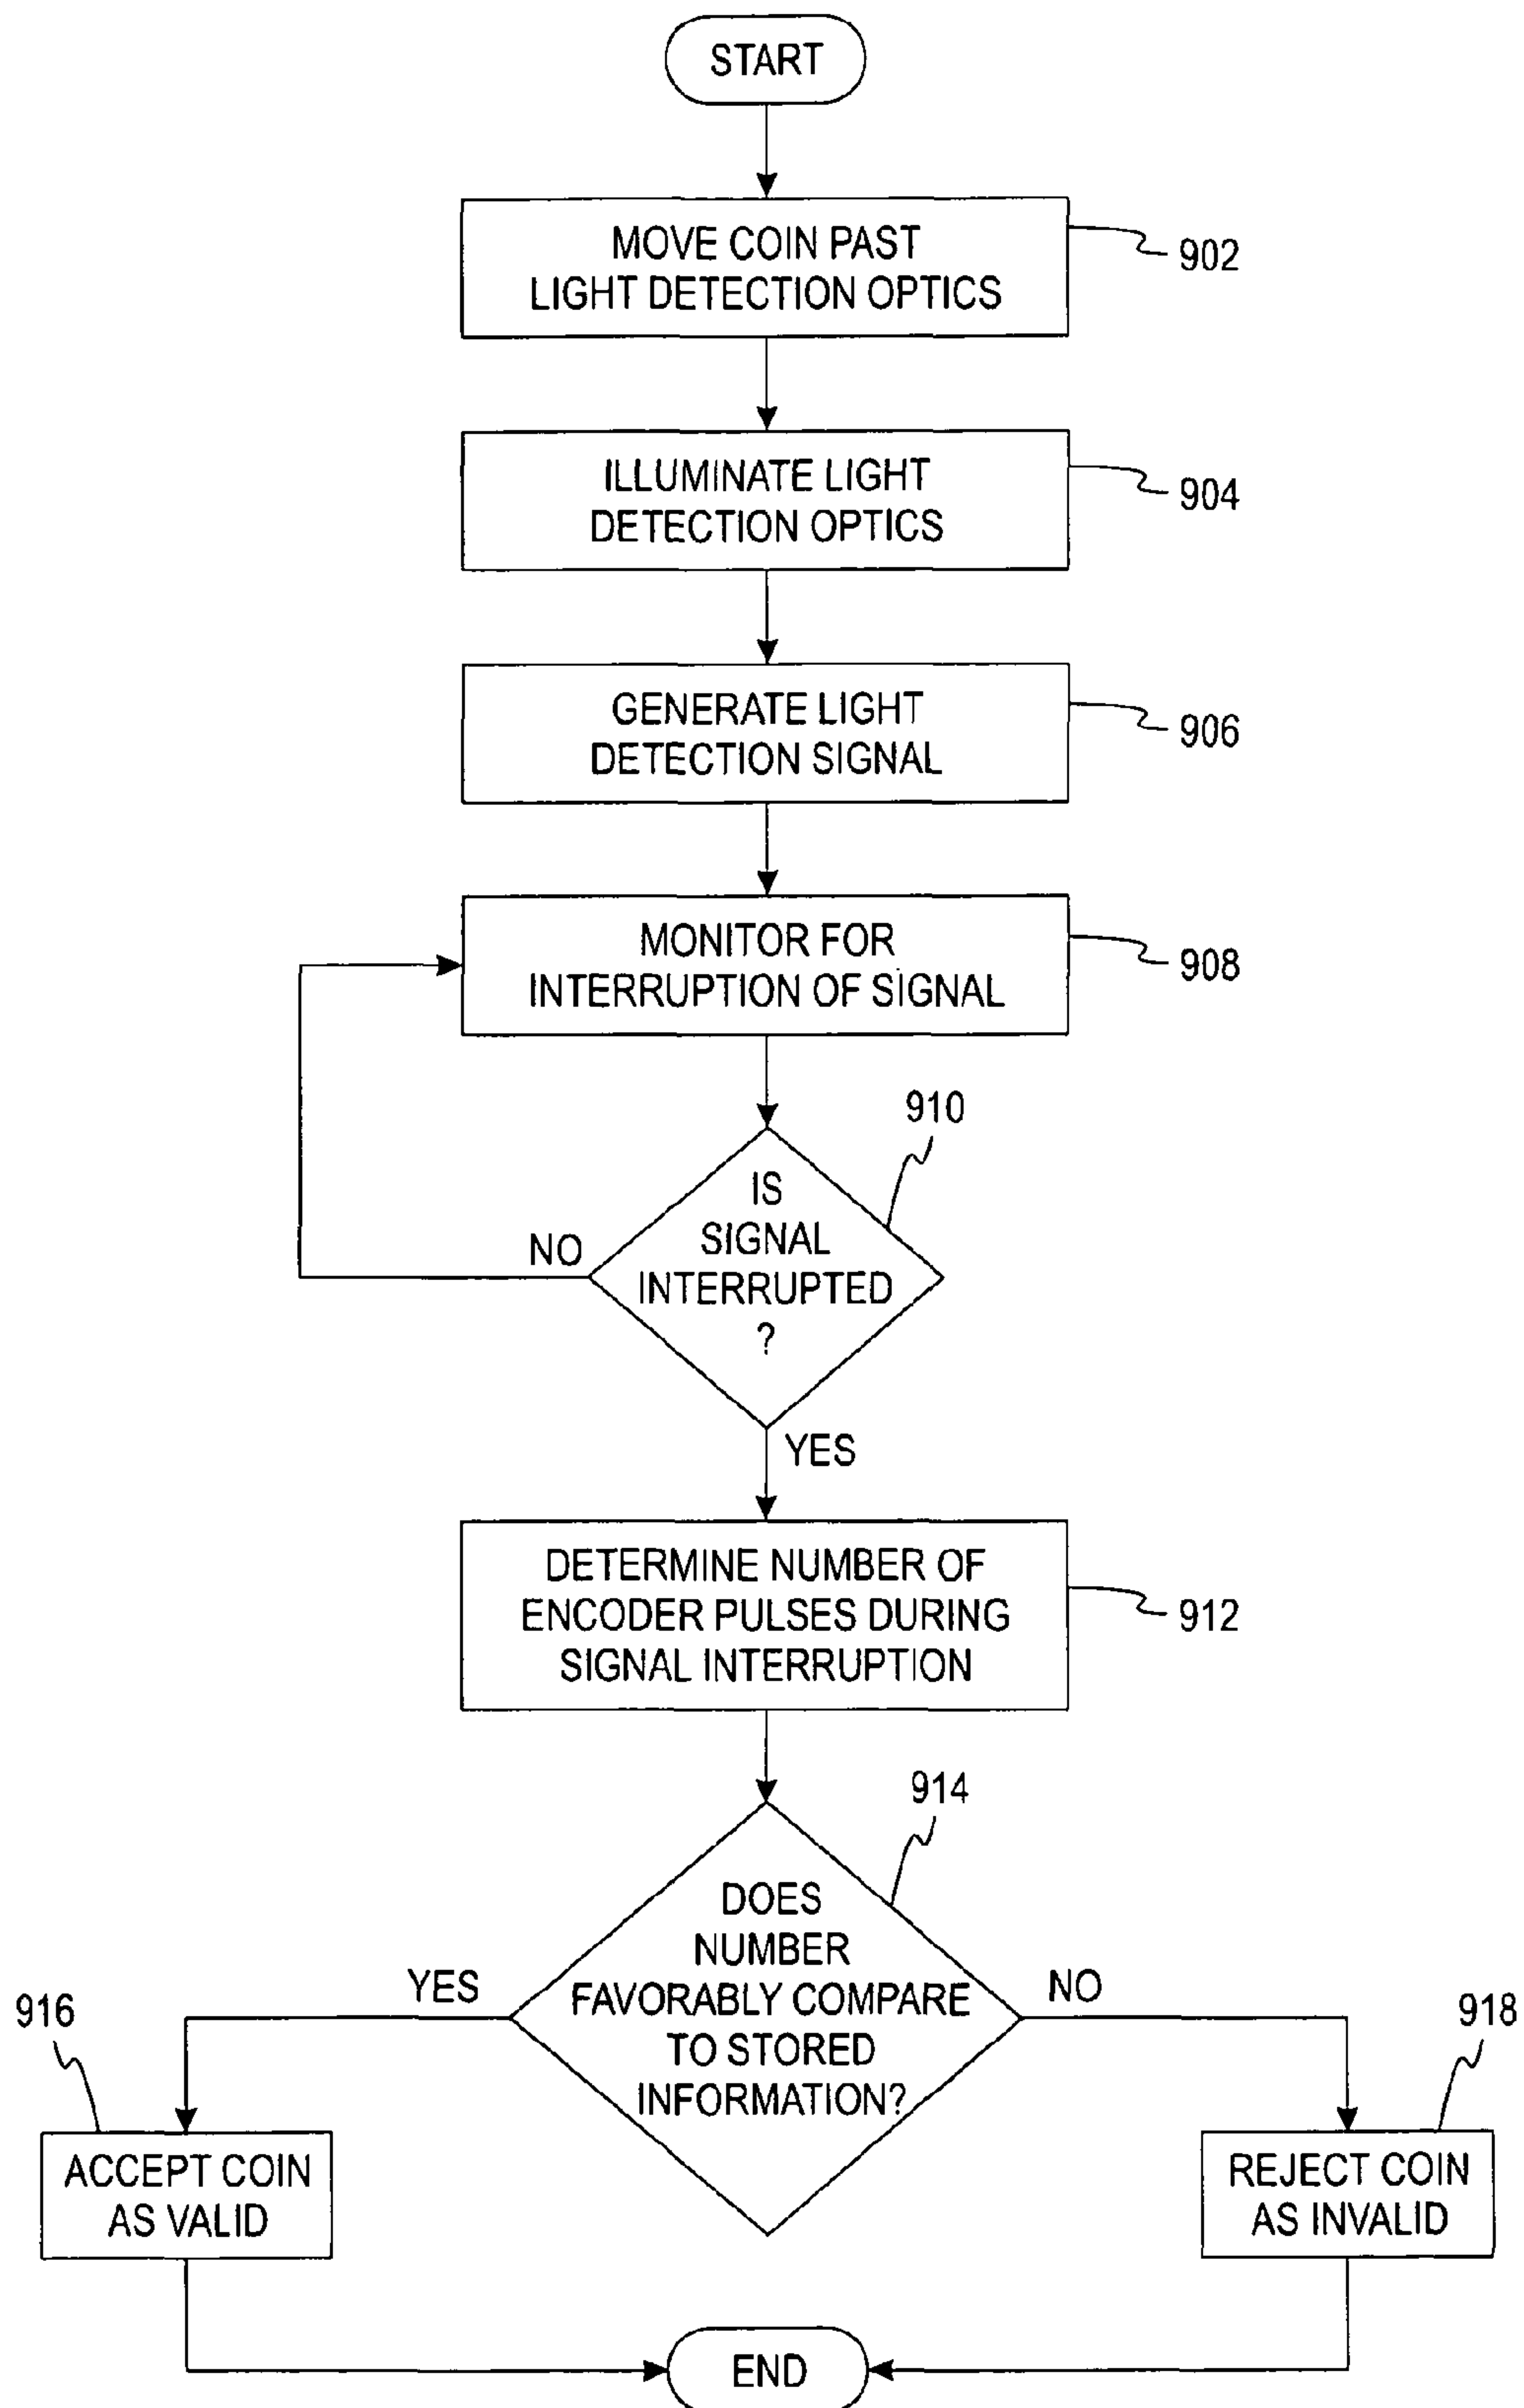 START
MOVE COIN PAST
LIGHT DETECTION OPTICS
902
ILLUMINATE LIGHT
DETECTION OPTICS
904
GENERATE LIGHT
DETECTION SIGNAL
906
MONITOR FOR
INTERRUPTION OF SIGNAL
908
910
IS
SIGNAL
INTERRUPTED
?
NO
YES
DETERMINE NUMBER OF
ENCODER PULSES DURING
SIGNAL INTERRUPTION
912
914
DOES
NUMBER
FAVORABLY COMPARE
TO STORED
INFORMATION?
YES
NO
916
ACCEPT COIN
AS VALID
918
REJECT COIN
AS INVALID
END